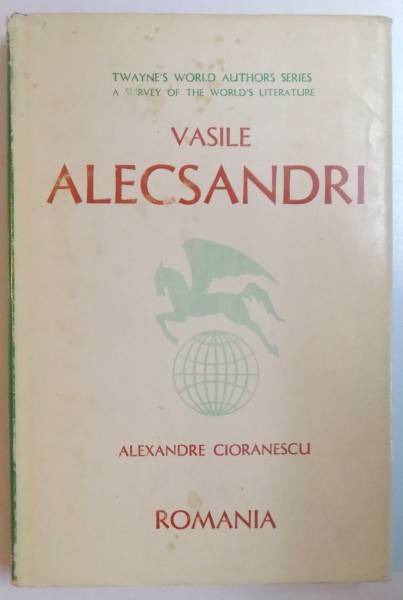 TWAYNE'S WORLD AUTHORS SERIES
A SURVEY OF THE WORLD'S LITERATURE
VASILE
ALECSANDRI
ALEXANDRE CIORANESCU
ROMANIA